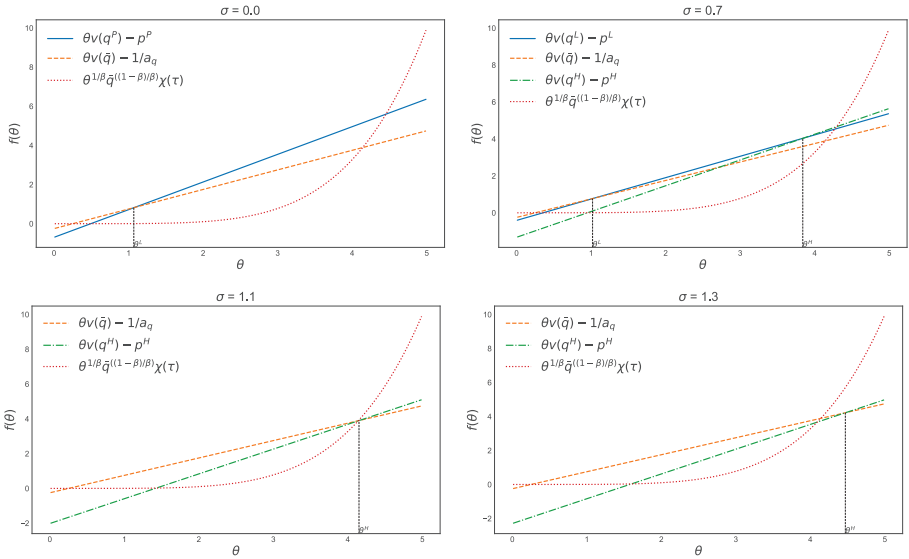 σ = 0.0
θv(q^P) − p^P
θv(q̄) − 1/a_q
θ^{1/β}q̄^{((1−β)/β)}χ(τ)
f(θ)
10
8
6
4
2
0
θ^L
0 1 2 3 4 5
θ
σ = 0.7
θv(q^L) − p^L
θv(q̄) − 1/a_q
θv(q^H) − p^H
θ^{1/β}q̄^{((1−β)/β)}χ(τ)
f(θ)
10
8
6
4
2
0
θ^L θ^H
0 1 2 3 4 5
θ
σ = 1.1
θv(q̄) − 1/a_q
θv(q^H) − p^H
θ^{1/β}q̄^{((1−β)/β)}χ(τ)
f(θ)
10
8
6
4
2
0
−2
θ^H
0 1 2 3 4 5
θ
σ = 1.3
θv(q̄) − 1/a_q
θv(q^H) − p^H
θ^{1/β}q̄^{((1−β)/β)}χ(τ)
f(θ)
10
8
6
4
2
0
−2
θ^H
0 1 2 3 4 5
θ